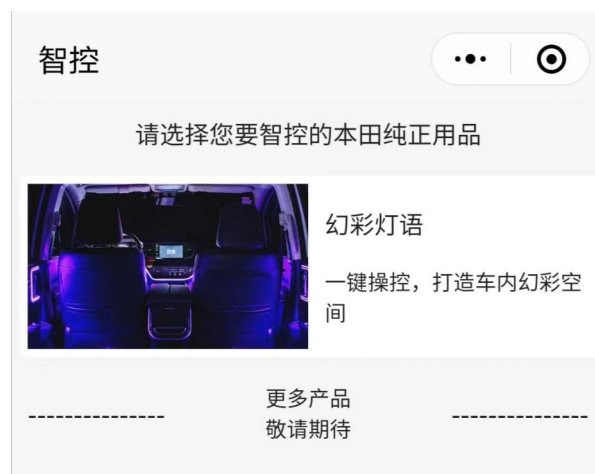 智控
请选择您要智控的本田纯正用品
幻彩灯语
一键操控，打造车内幻彩空
间
更多产品
敬请期待